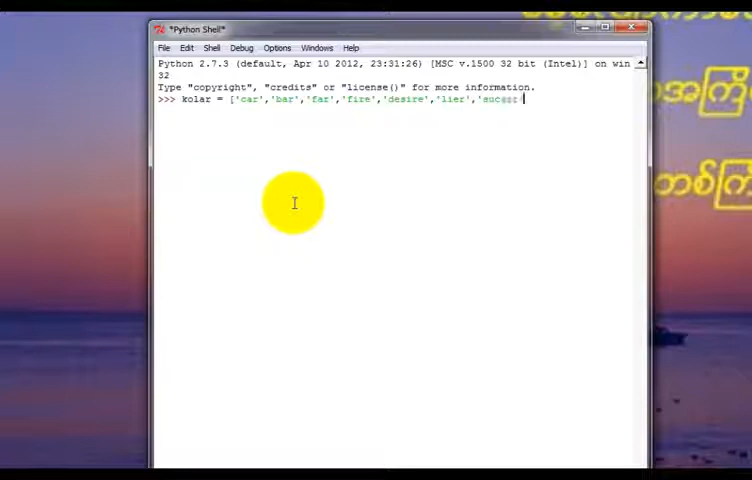 *Python Shell*
File Edit Shell Debug Options Windows Help
Python 2.7.3 (default, Apr 10 2012, 23:31:26) [MSC v.1500 32 bit (Intel)] on win
32
Type "copyright", "credits" or "license()" for more information.
>>> kolar = ['car','bar','far','fire','desire','lier',